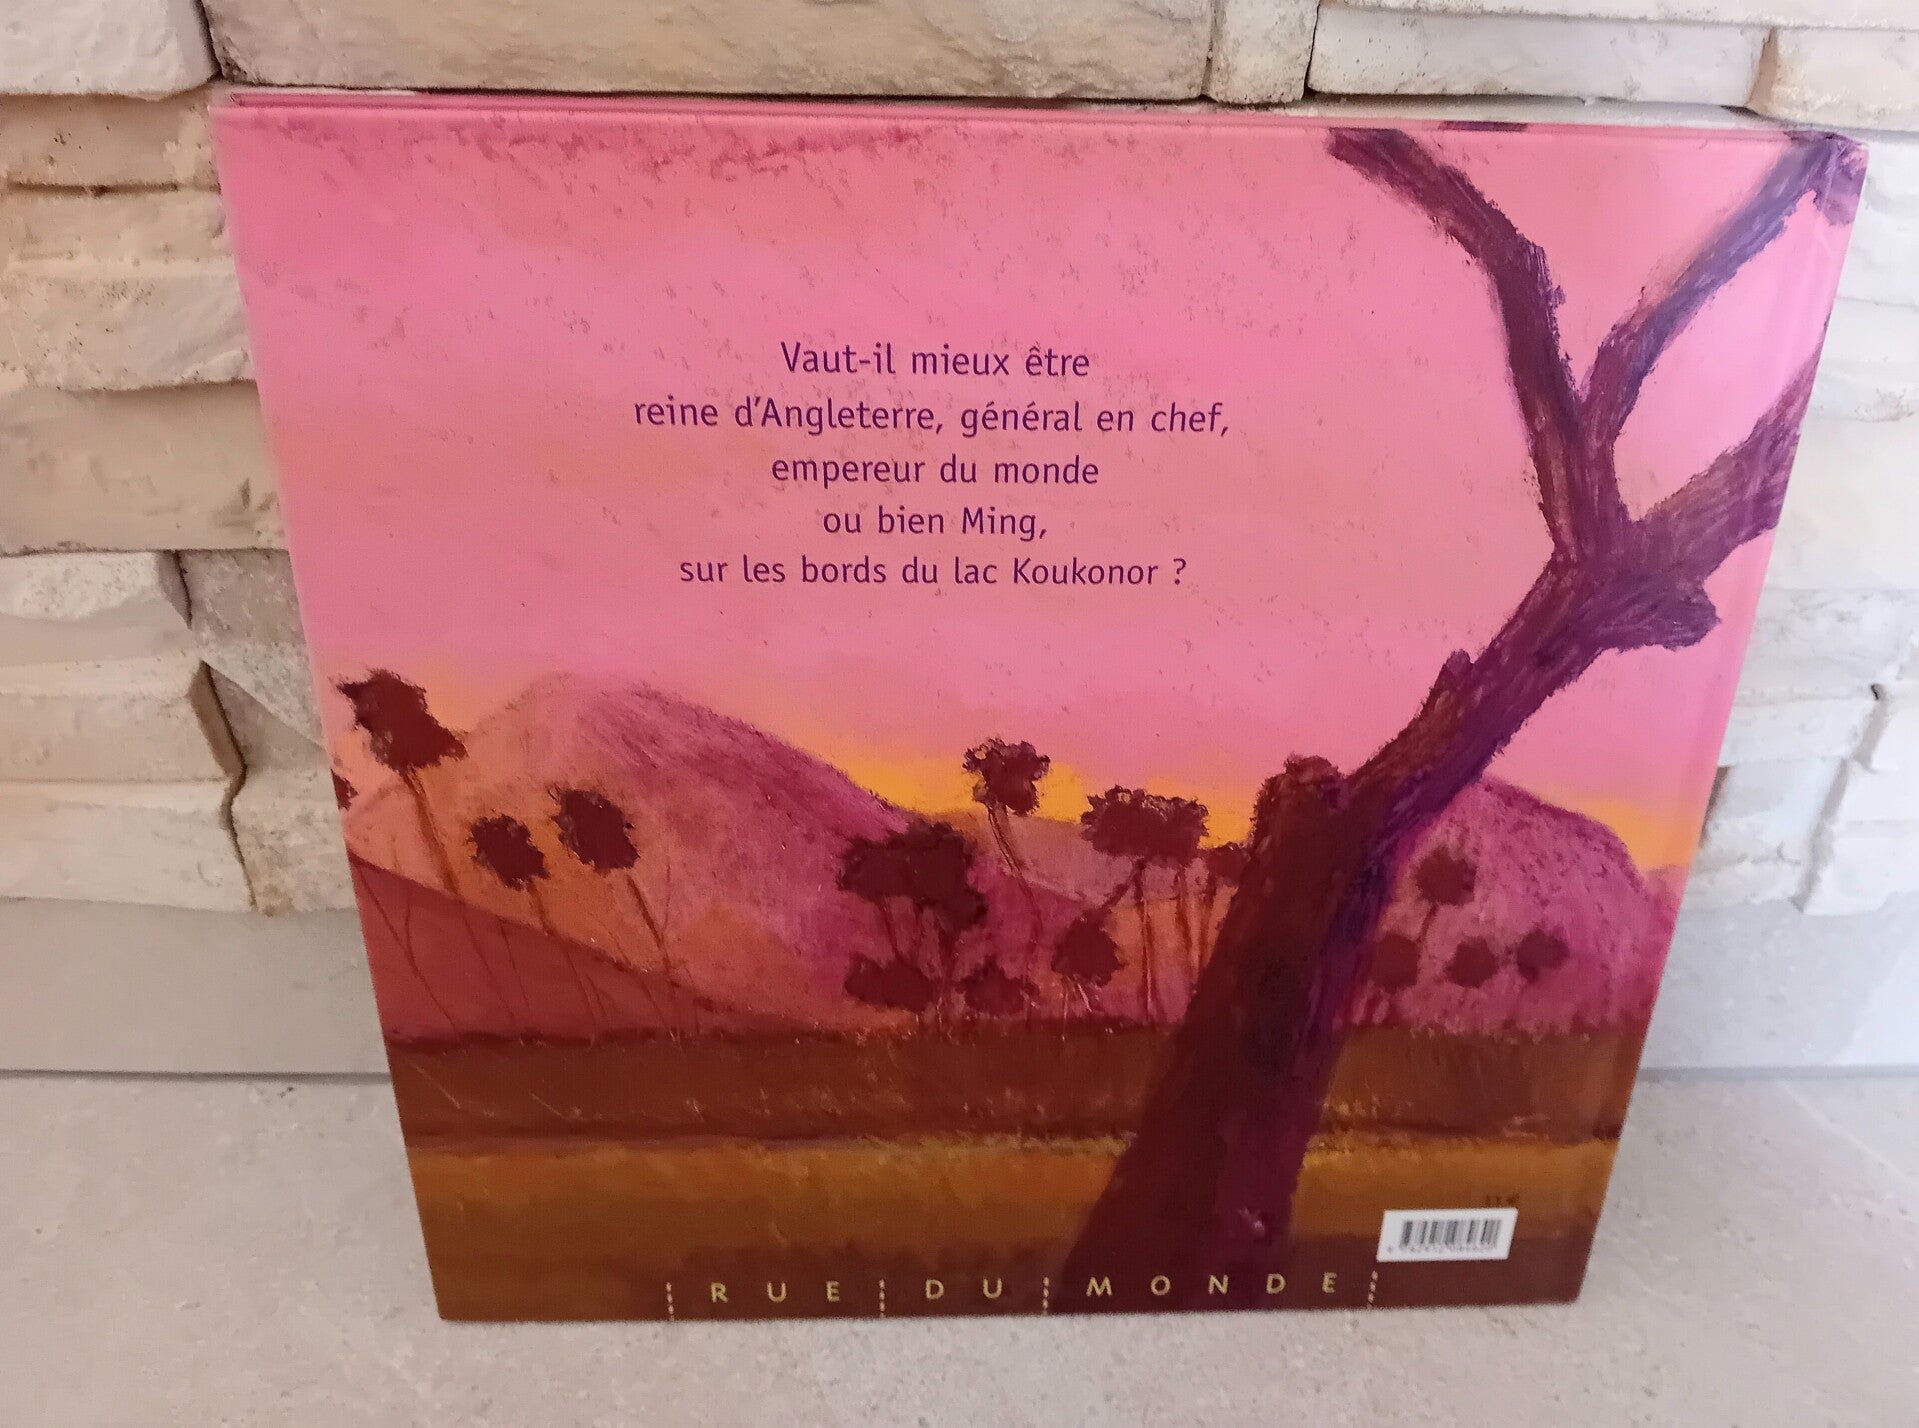 Vaut-il mieux être
reine d'Angleterre, général en chef,
empereur du monde
ou bien Ming,
sur les bords du lac Koukonor ?
RUE DU MONDE